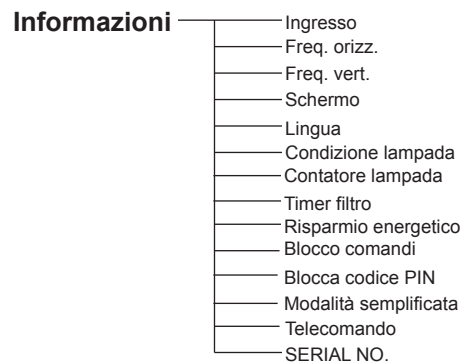 Informazioni
Ingresso
Freq. orizz.
Freq. vert.
Schermo
Lingua
Condizione lampada
Contatore lampada
Timer filtro
Risparmio energetico
Blocco comandi
Blocca codice PIN
Modalità semplificata
Telecomando
SERIAL NO.